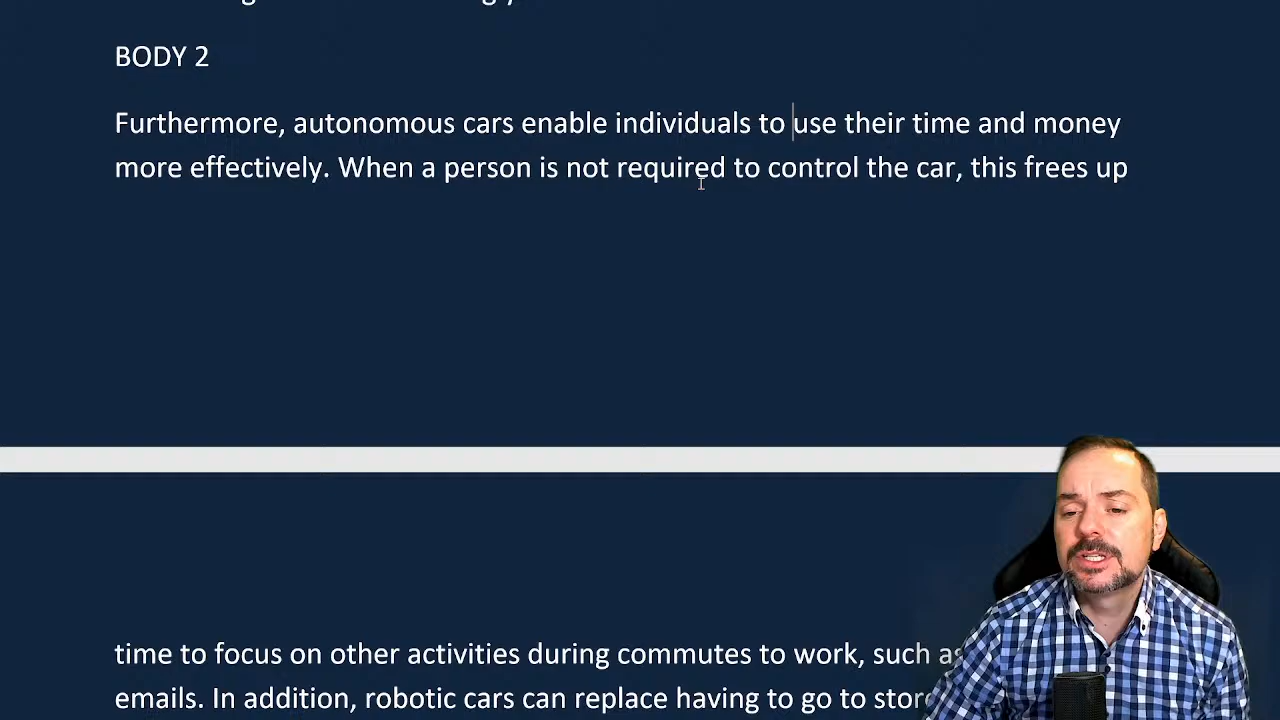 BODY 2
Furthermore, autonomous cars enable individuals to use their time and money
more effectively. When a person is not required to control the car, this frees up
time to focus on other activities during commutes to work, such as
emails. In addition, robotic cars can replace having to go to